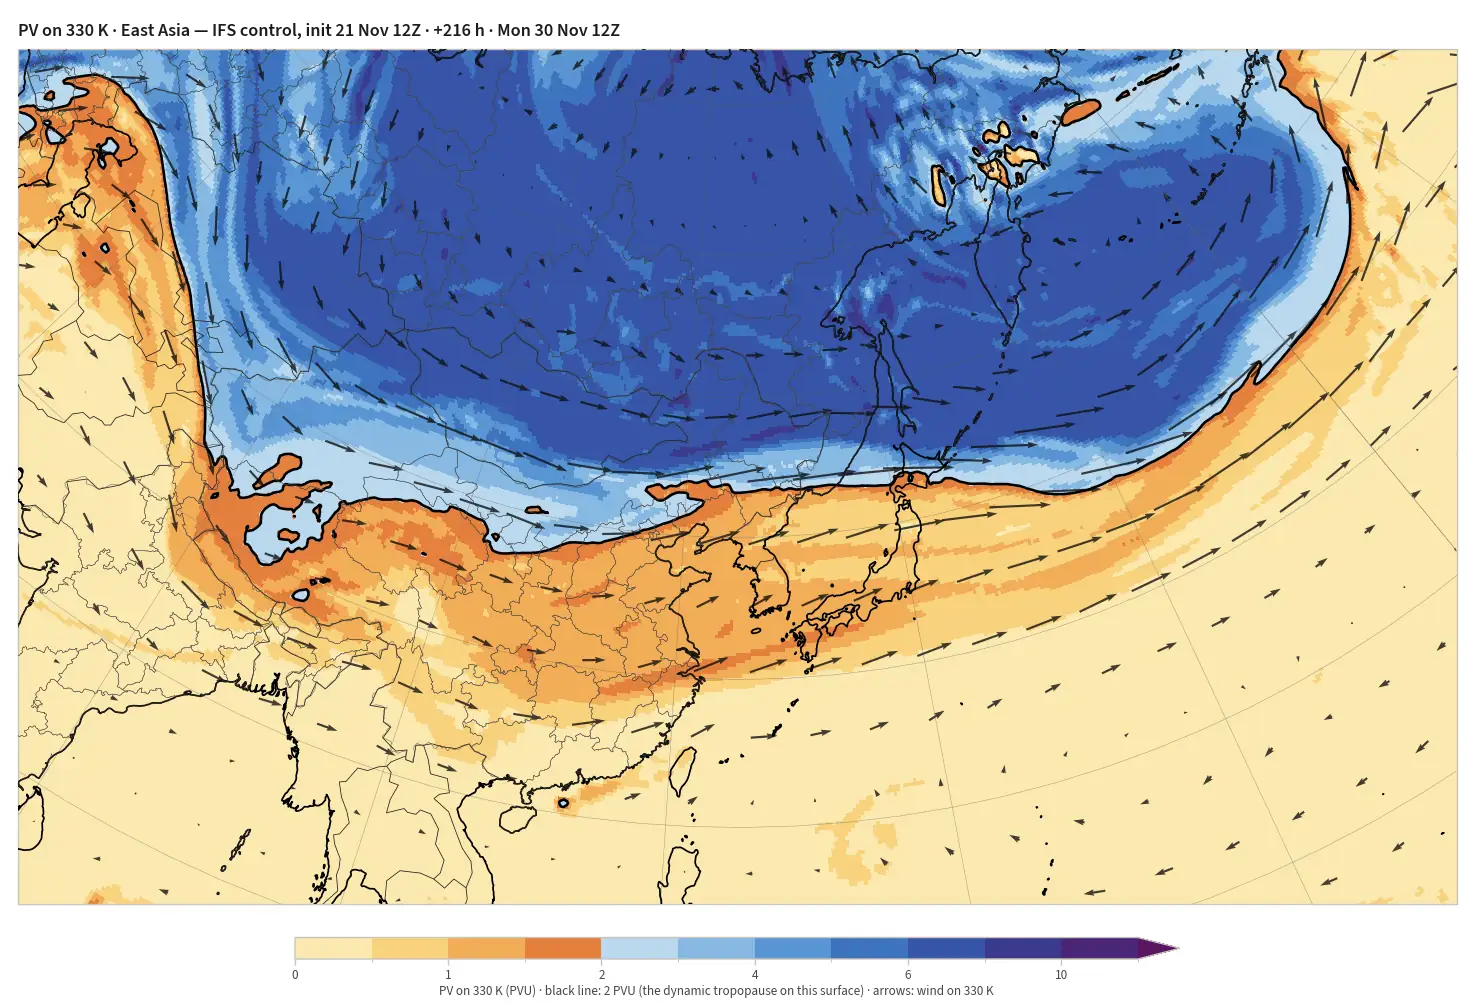 PV on 330 K · East Asia — IFS control, init 21 Nov 12Z · +216 h · Mon 30 Nov 12Z
0 1 2 4 6 10
PV on 330 K (PVU) · black line: 2 PVU (the dynamic tropopause on this surface) · arrows: wind on 330 K